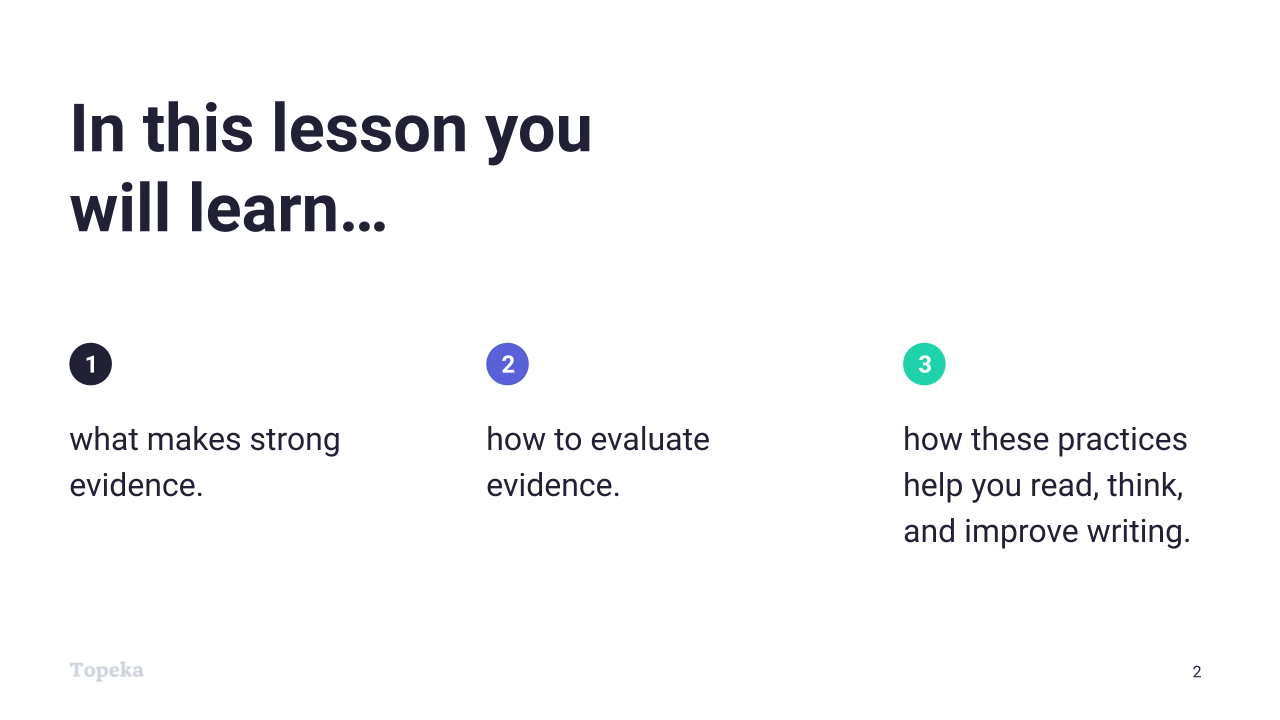 In this lesson you
will learn…
1
what makes strong
evidence.
2
how to evaluate
evidence.
3
how these practices
help you read, think,
and improve writing.
Topeka
2